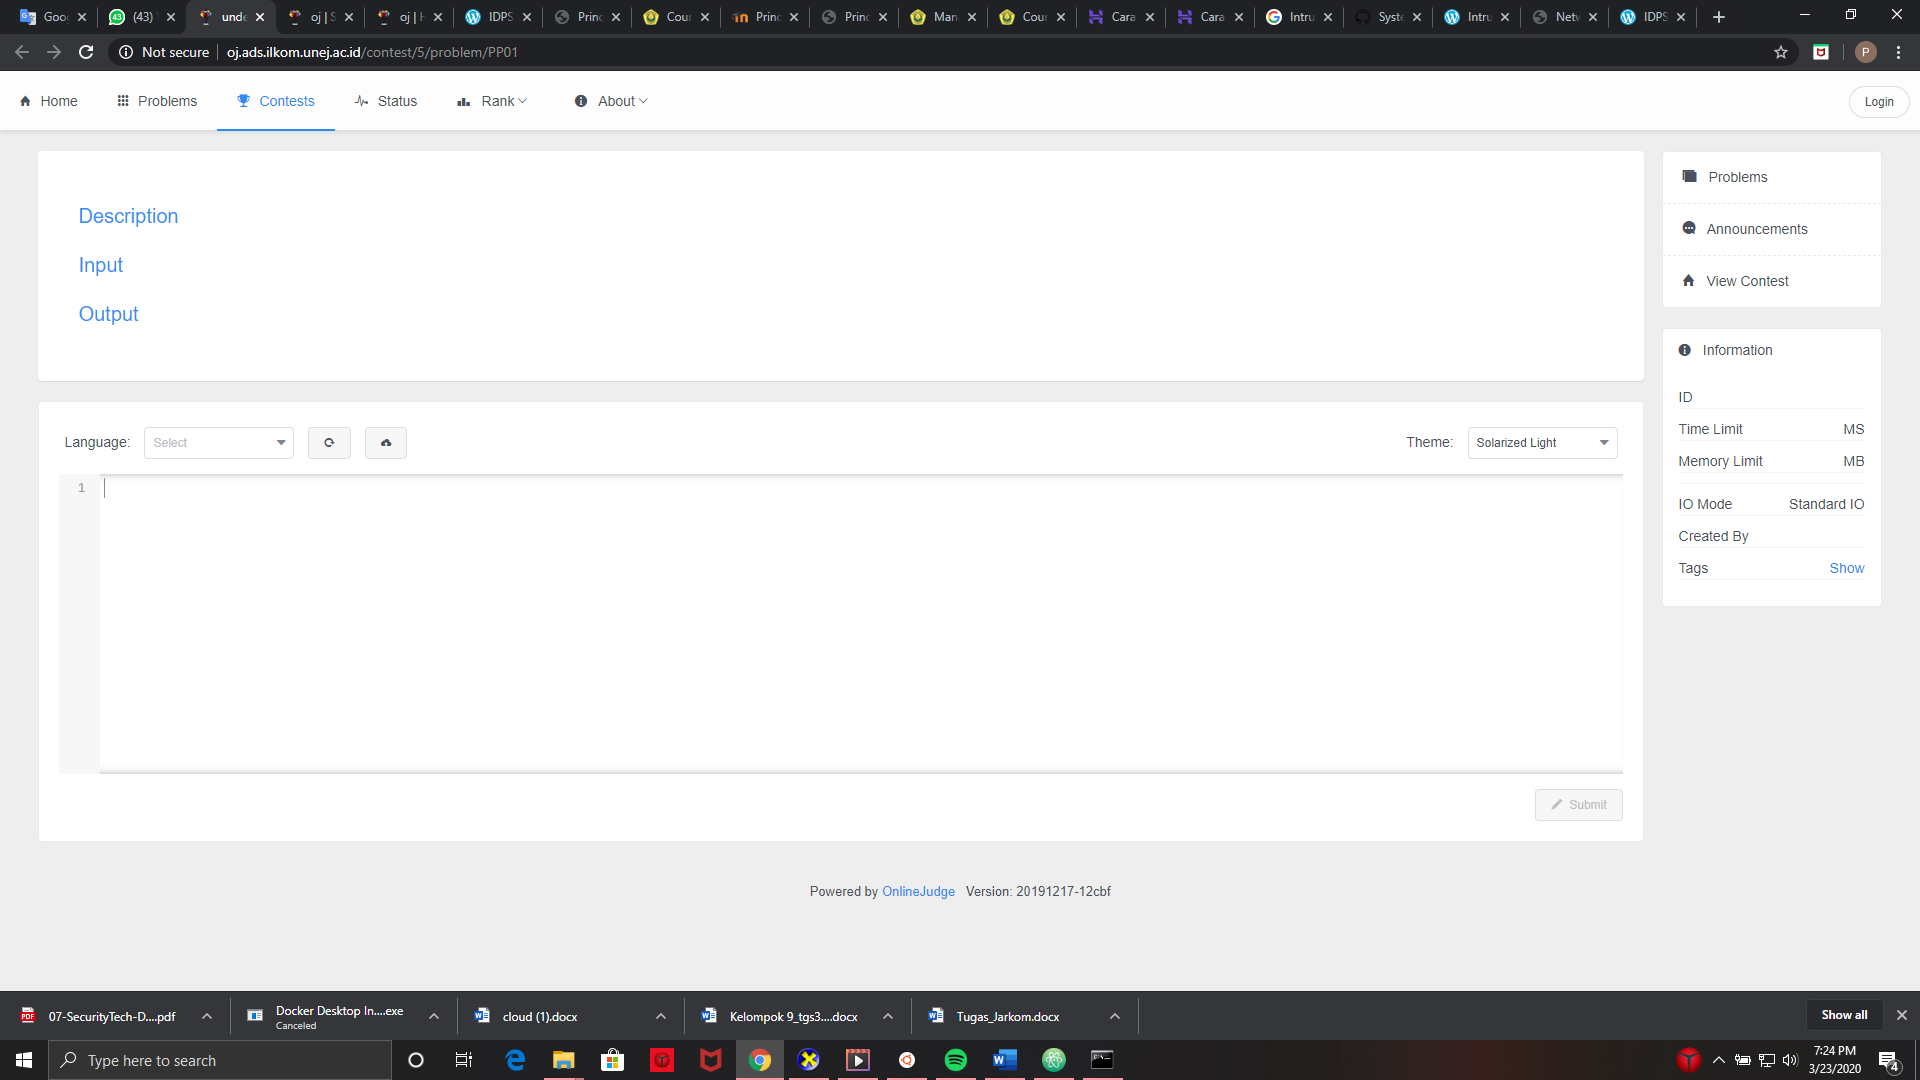 Goog
43 (43)
unde
oj | S
oj | H
IDPS
Princ
Cour
Princ
Princ
Man
Cour
Cara
Cara
Intru
Syste
Intru
Netw
IDPS
Not secure oj.ads.ilkom.unej.ac.id/contest/5/problem/PP01
P
Home Problems Contests Status Rank About Login
Description
Input
Output
Problems
Announcements
View Contest
Information
ID
Time Limit MS
Memory Limit MB
IO Mode Standard IO
Created By
Tags Show
Language: Select Theme: Solarized Light
1
Submit
Powered by OnlineJudge Version: 20191217-12cbf
07-SecurityTech-D....pdf
Docker Desktop In....exe
Canceled
cloud (1).docx
Kelompok 9_tgs3....docx
Tugas_Jarkom.docx
Show all
Type here to search
7:24 PM
3/23/2020
4